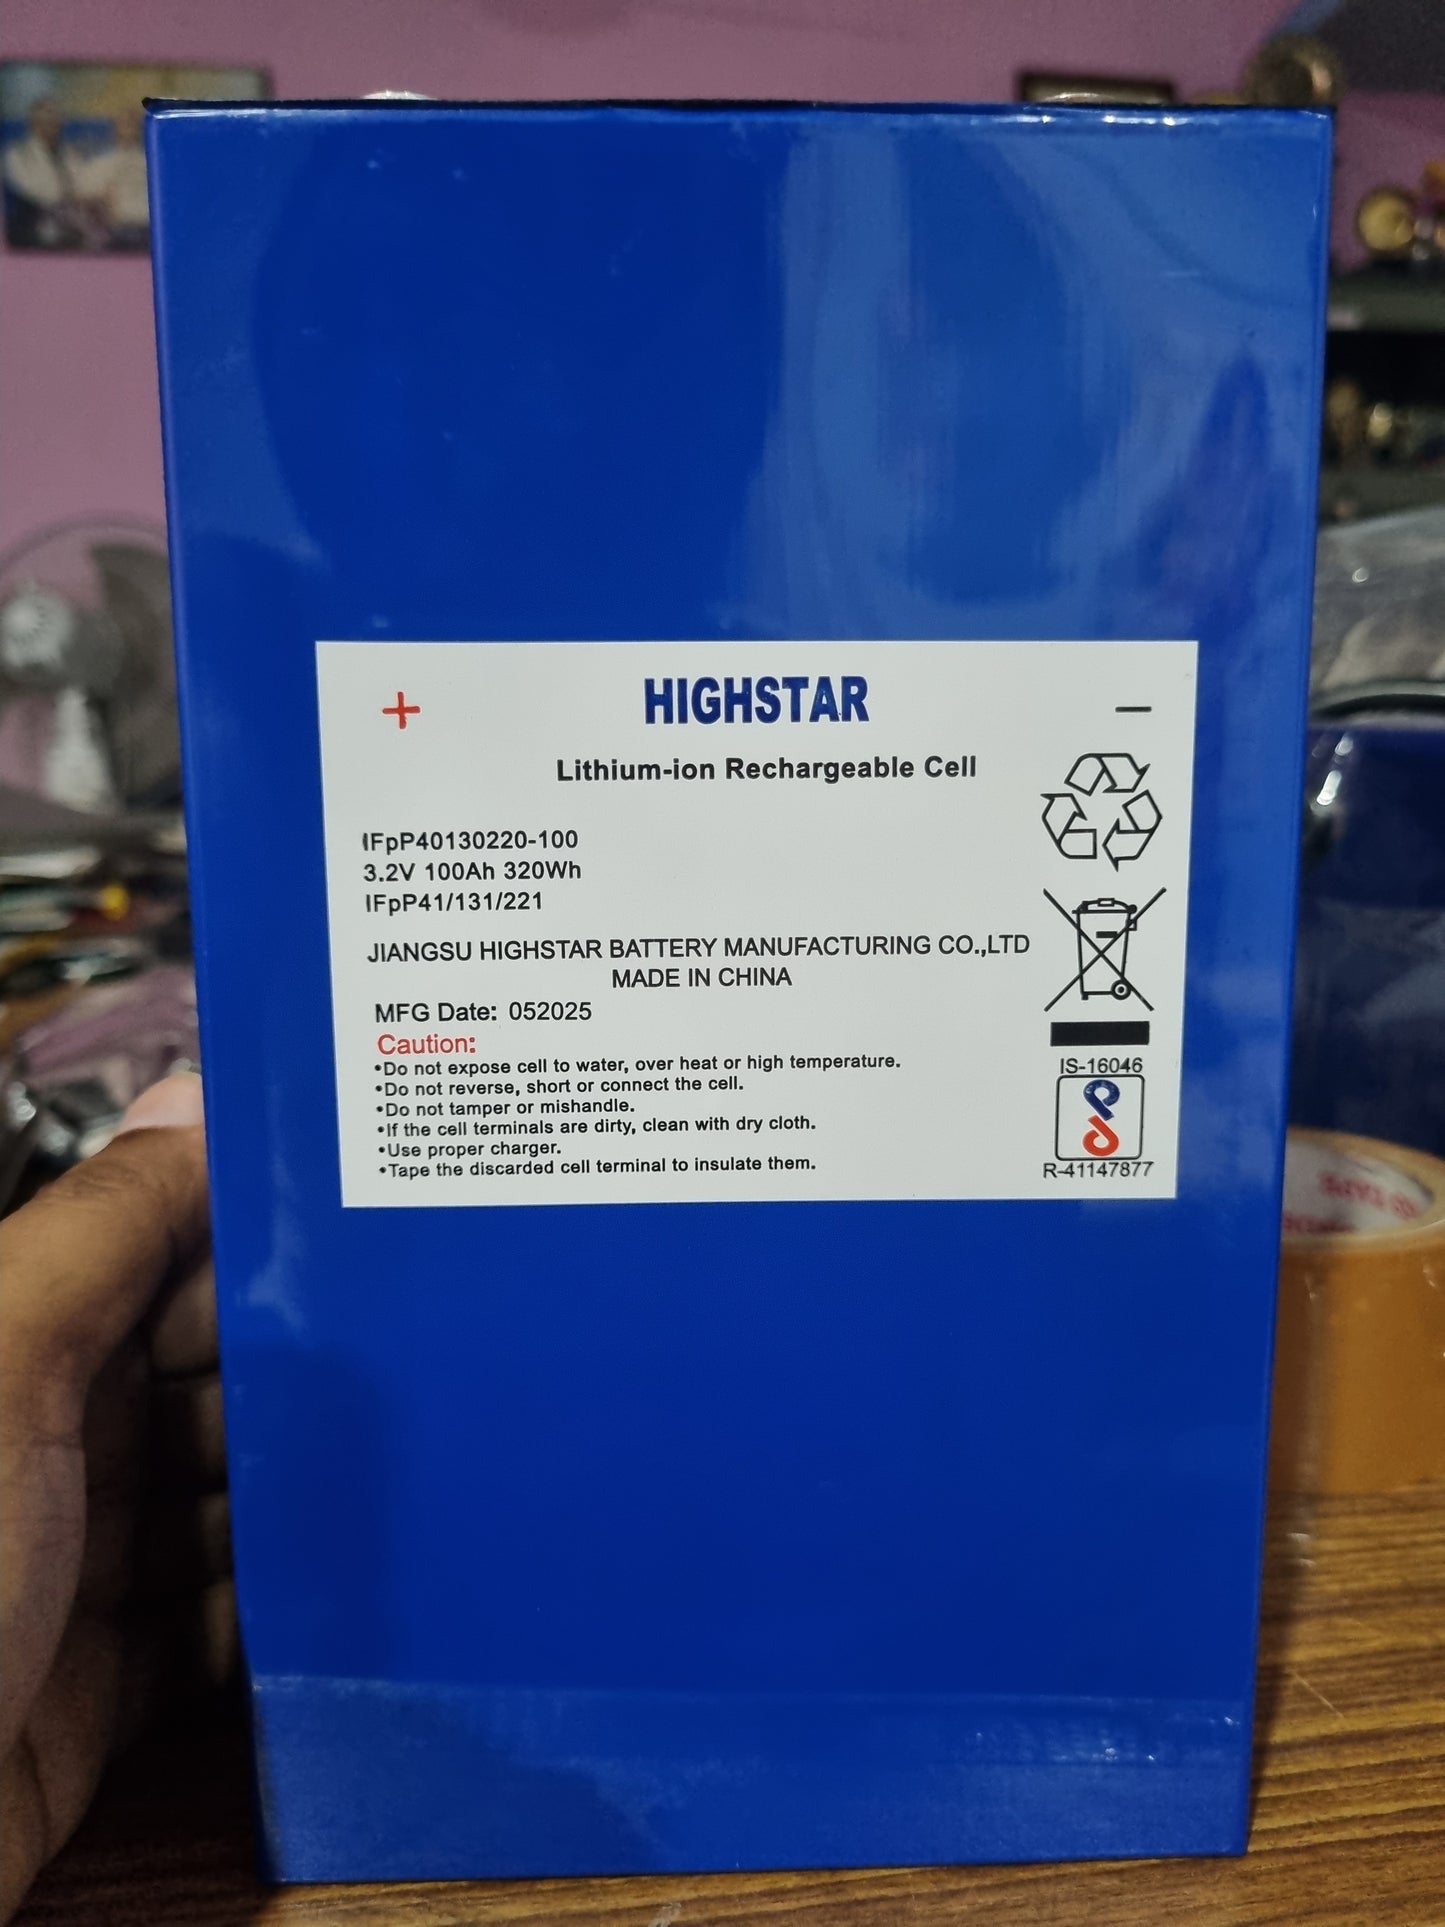 + HIGHSTAR −
Lithium-ion Rechargeable Cell
IFpP40130220-100
3.2V 100Ah 320Wh
IFpP41/131/221
JIANGSU HIGHSTAR BATTERY MANUFACTURING CO.,LTD
MADE IN CHINA
MFG Date: 052025
Caution:
•Do not expose cell to water, over heat or high temperature.
•Do not reverse, short or connect the cell.
•Do not tamper or mishandle.
•If the cell terminals are dirty, clean with dry cloth.
•Use proper charger.
•Tape the discarded cell terminal to insulate them.
IS-16046
R-41147877